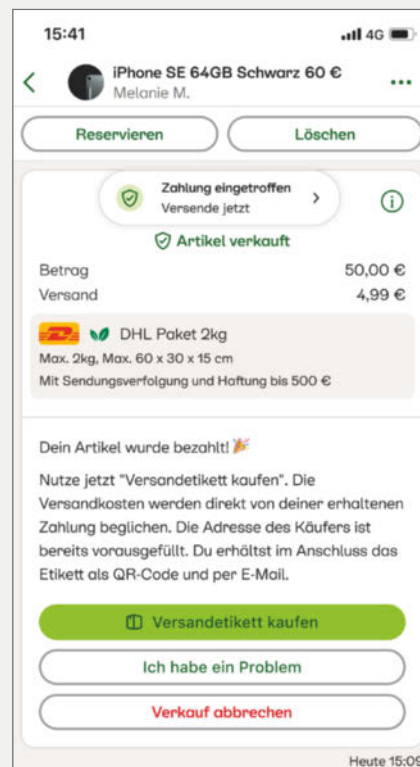 15:41
4G
iPhone SE 64GB Schwarz 60 €
Melanie M.
Reservieren
Löschen
Zahlung eingetroffen
Versende jetzt
Artikel verkauft
Betrag 50,00 €
Versand 4,99 €
DHL DHL Paket 2kg
Max. 2kg, Max. 60 x 30 x 15 cm
Mit Sendungsverfolgung und Haftung bis 500 €
Dein Artikel wurde bezahlt! 🎉
Nutze jetzt "Versandetikett kaufen". Die
Versandkosten werden direkt von deiner erhaltenen
Zahlung beglichen. Die Adresse des Käufers ist
bereits vorausgefüllt. Du erhältst im Anschluss das
Etikett als QR-Code und per E-Mail.
Versandetikett kaufen
Ich habe ein Problem
Verkauf abbrechen
Heute 15:09